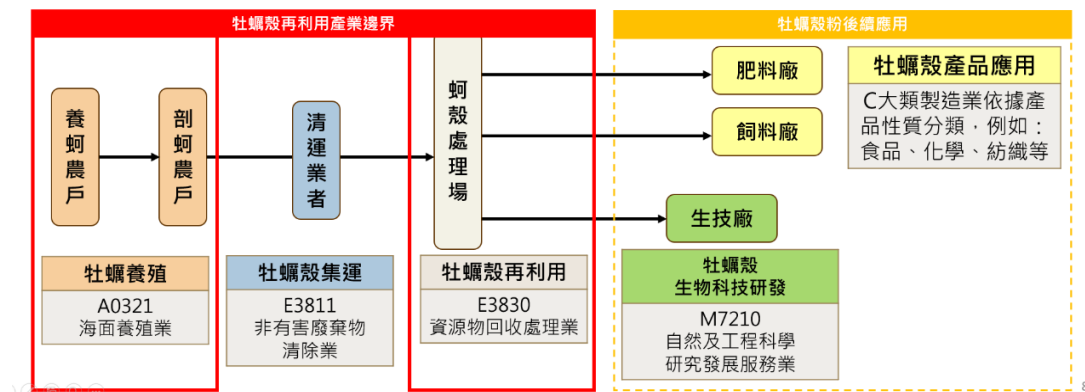 牡蠣殼再利用產業邊界
牡蠣殼粉後續應用
養蚵農戶
剖蚵農戶
清運業者
蚵殼處理場
肥料廠
飼料廠
生技廠
牡蠣殼產品應用
C大類製造業依據產
品性質分類，例如：
食品、化學、紡織等
牡蠣養殖
A0321
海面養殖業
牡蠣殼集運
E3811
非有害廢棄物
清除業
牡蠣殼再利用
E3830
資源物回收處理業
牡蠣殼
生物科技研發
M7210
自然及工程科學
研究發展服務業